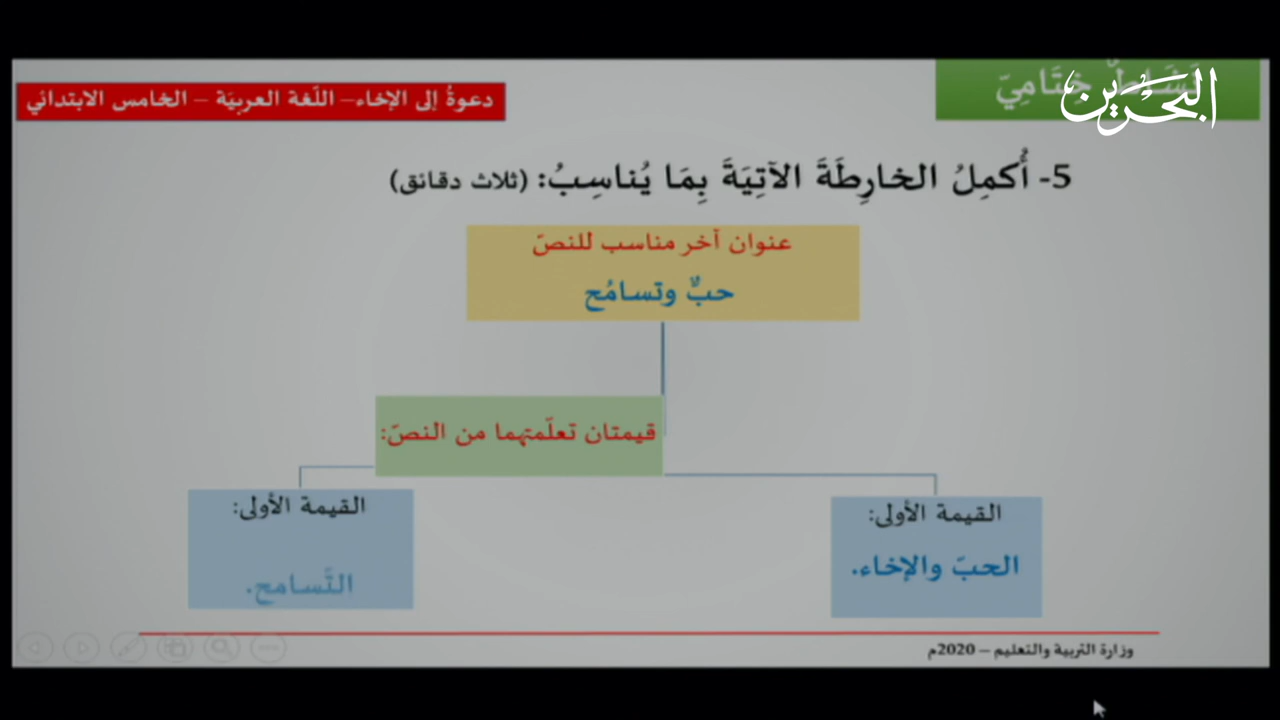 نَشَاطٌ خِتَامِيّ
البحرين
دعوةُ إلى الإخاء– اللّغة العربيّة – الخامس الابتدائي
5- أُكمِلُ الخارِطَةَ الآتِيَةَ بِمَا يُناسِبُ: (ثلاث دقائق)
عنوان آخر مناسب للنصّ
حبٌّ وتسامُح
قيمتان تعلّمتهما من النصّ:
القيمة الأولى:
الحبّ والإخاء.
القيمة الأولى:
التَّسامح.
وزارة التربية والتعليم – 2020م